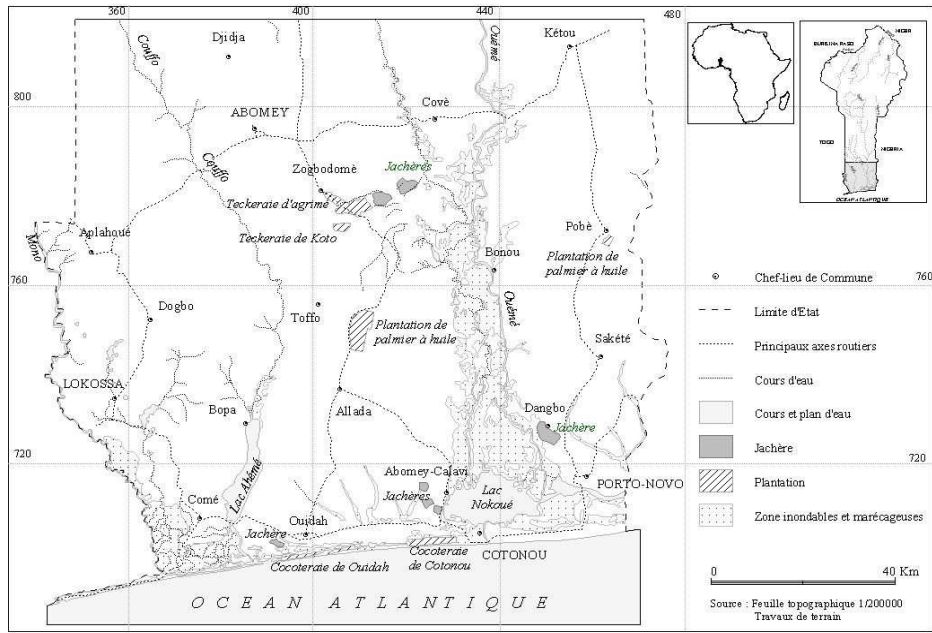 360
400
440
480
Djidja
Couffo
Ouémé
Kétou
800
ABOMEY
Covè
Couffo
Zogbodomè
Jachères
Teckeraie d'agrimé
Teckeraie de Koto
Mono
Aplahoué
Pobè
Plantation de
palmier à huile
Bonou
760
760
Ouémé
Dogbo
Toffo
Plantation de
palmier à huile
Sakété
LOKOSSA
Bopa
Allada
Dangbo
Jachère
720
720
Lac Ahémé
Abomey-Calavi
Jachères
Lac
Nokoué
PORTO-NOVO
Comé
Ouidah
Jachère
Cocoteraie de Ouidah
Cocoteraie
de Cotonou
COTONOU
OCEAN ATLANTIQUE
BURKINA FASO
NIGER
TOGO
NIGERIA
OCEAN ATLANTIQUE
Chef-lieu de Commune
Limite d'Etat
Principaux axes routiers
Cours d'eau
Cours et plan d'eau
Jachère
Plantation
Zone inondables et marécageuses
0
40 Km
Source : Feuille topographique 1/200000
Travaux de terrain